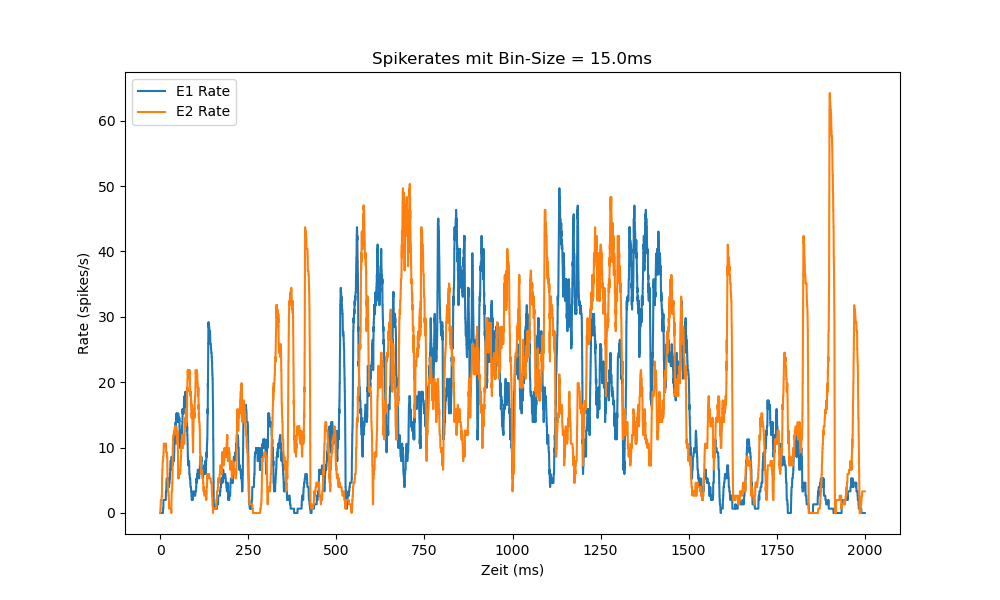 Spikerates mit Bin-Size = 15.0ms
E1 Rate
E2 Rate
Rate (spikes/s)
60
50
40
30
20
10
0
0 250 500 750 1000 1250 1500 1750 2000
Zeit (ms)